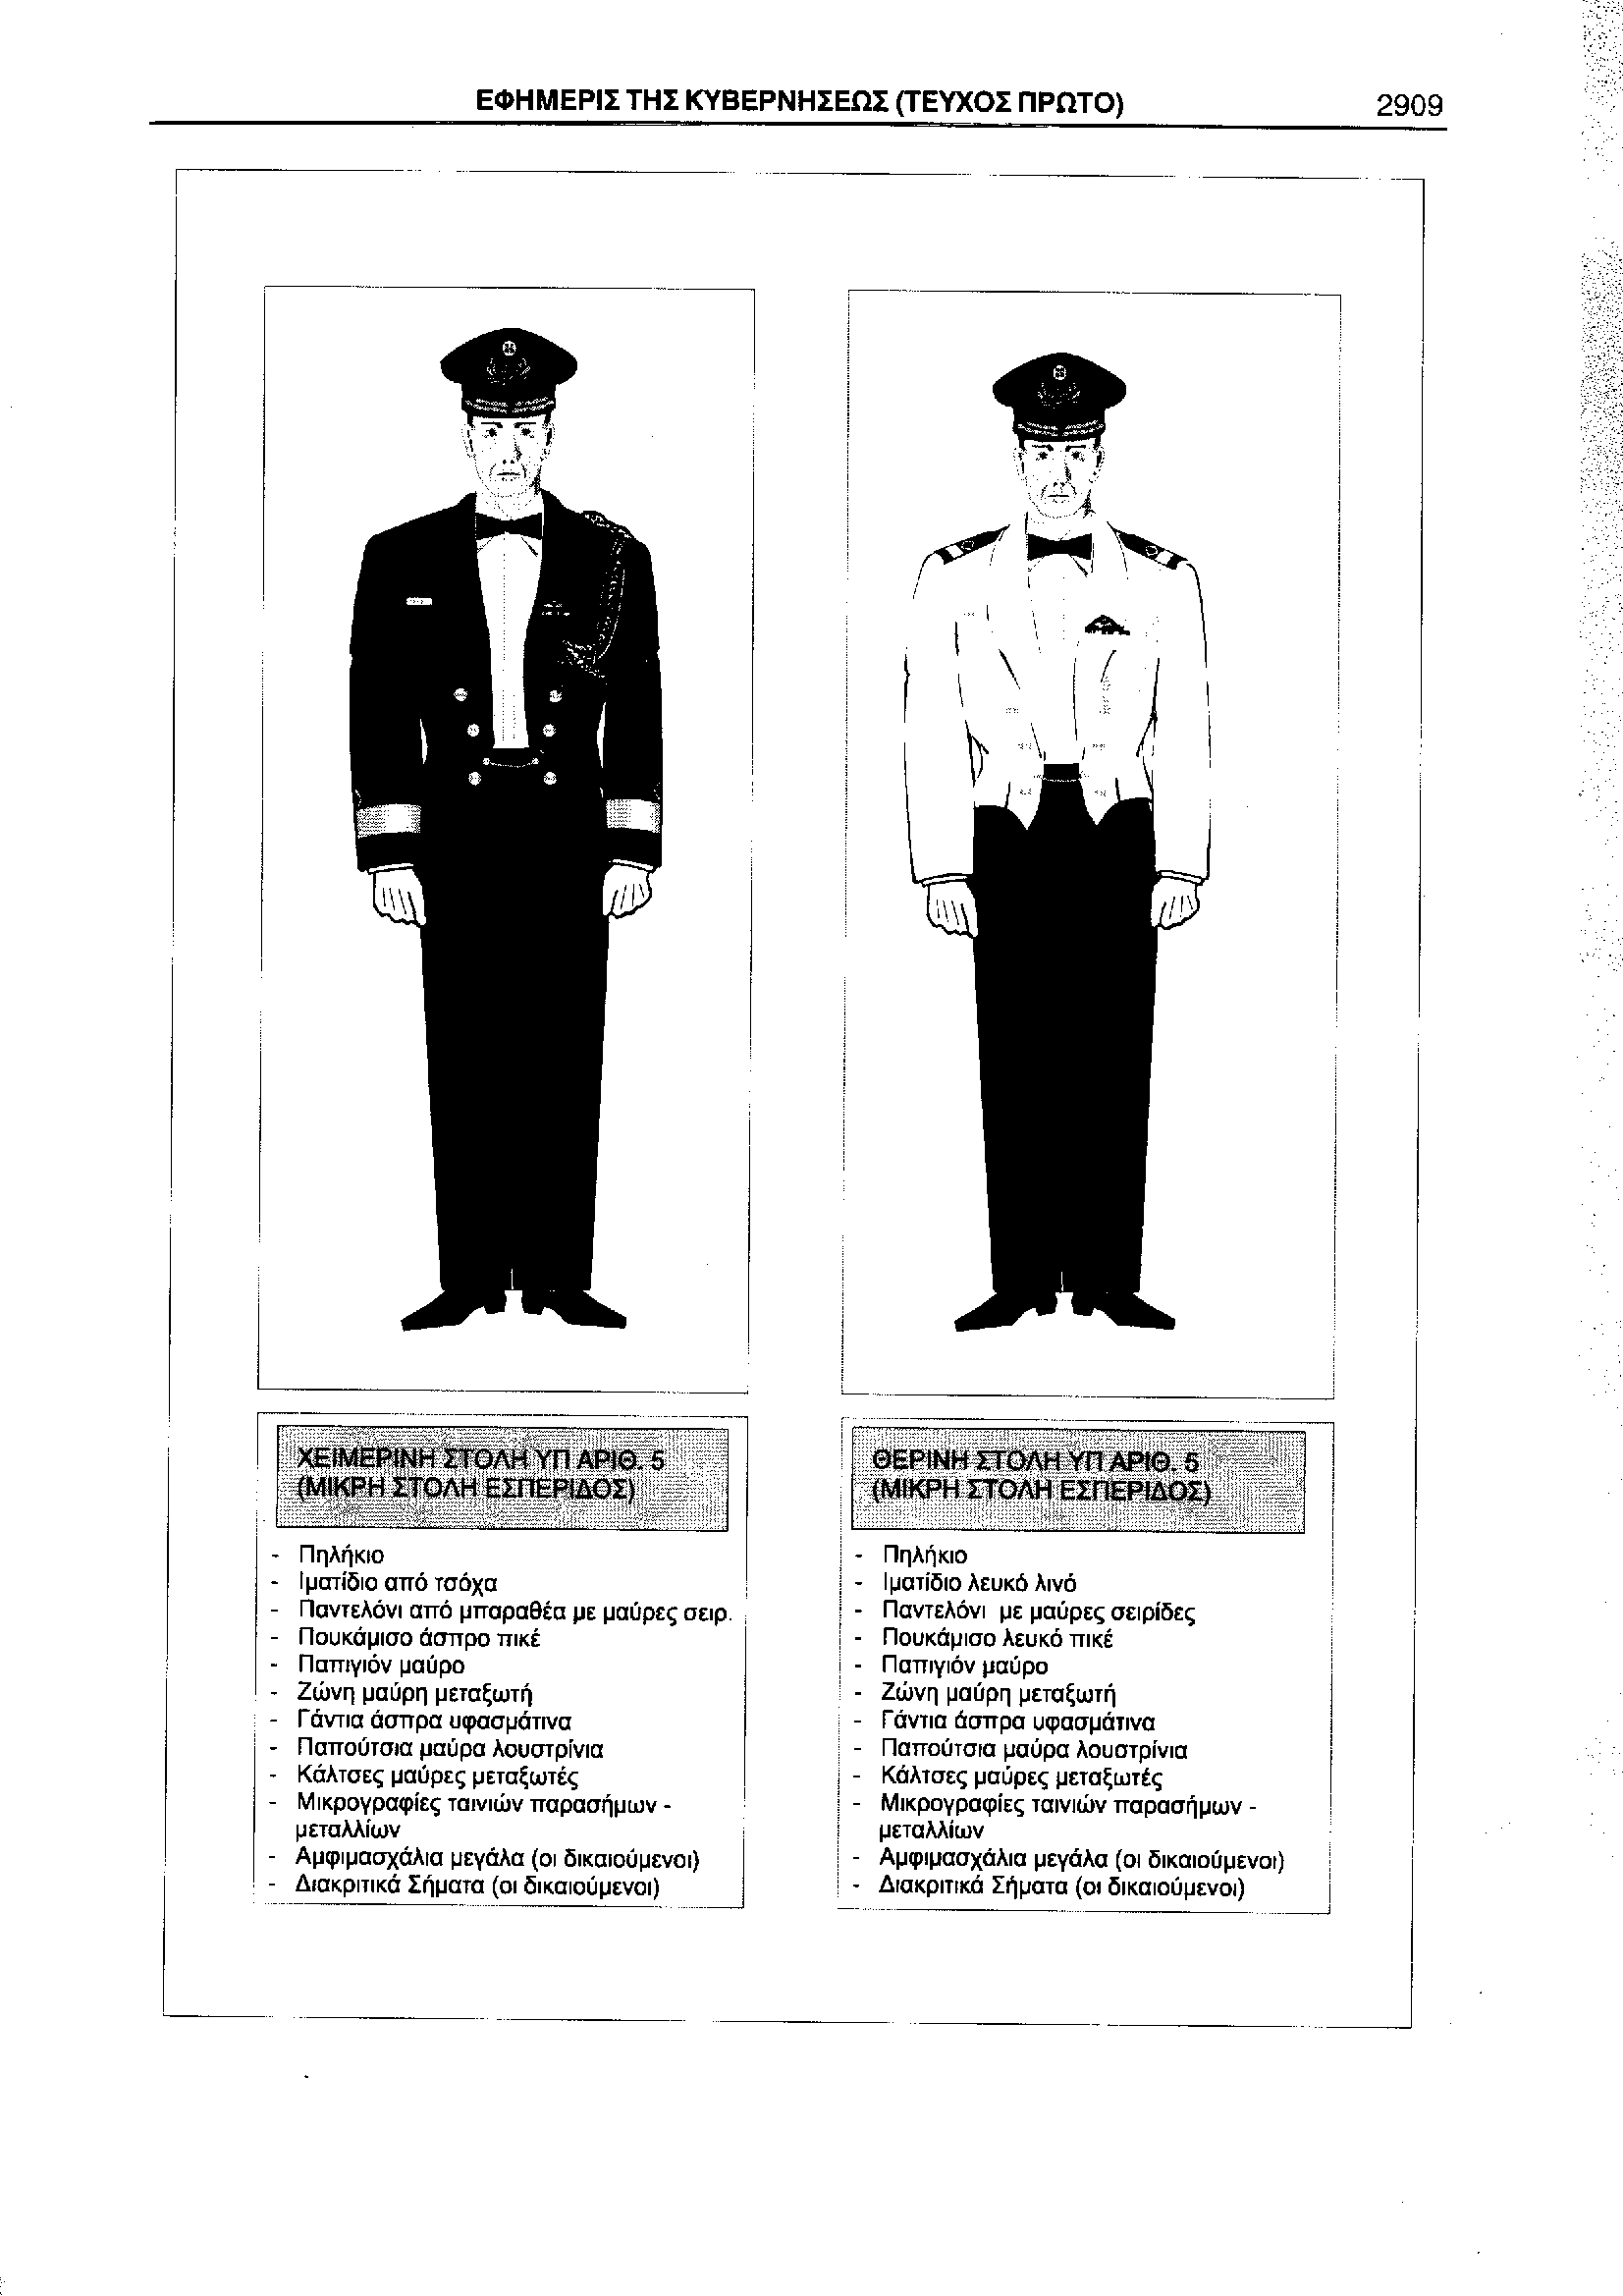 ΕΦΗΜΕΡΙΣ ΤΗΣ ΚΥΒΕΡΝΗΣΕΩΣ (ΤΕΥΧΟΣ ΠΡΩΤΟ)
2909
ΧΕΙΜΕΡΙΝΗ ΣΤΟΛΗ ΥΠ ΑΡΙΘ. 5
(ΜΙΚΡΗ ΣΤΟΛΗ ΕΣΠΕΡΙΔΟΣ)
- Πηλήκιο
- Ιματίδιο από τσόχα
- Παντελόνι από μπαραθέα με μαύρες σειρ.
- Πουκάμισο άσπρο πικέ
- Παπιγιόν μαύρο
- Ζώνη μαύρη μεταξωτή
- Γάντια άσπρα υφασμάτινα
- Παπούτσια μαύρα λουστρίνια
- Κάλτσες μαύρες μεταξωτές
- Μικρογραφίες ταινιών παρασήμων -
μεταλλίων
- Αμφιμασχάλια μεγάλα (οι δικαιούμενοι)
- Διακριτικά Σήματα (οι δικαιούμενοι)
ΘΕΡΙΝΗ ΣΤΟΛΗ ΥΠ ΑΡΙΘ. 5
(ΜΙΚΡΗ ΣΤΟΛΗ ΕΣΠΕΡΙΔΟΣ)
- Πηλήκιο
- Ιματίδιο λευκό λινό
- Παντελόνι με μαύρες σειρίδες
- Πουκάμισο λευκό πικέ
- Παπιγιόν μαύρο
- Ζώνη μαύρη μεταξωτή
- Γάντια άσπρα υφασμάτινα
- Παπούτσια μαύρα λουστρίνια
- Κάλτσες μαύρες μεταξωτές
- Μικρογραφίες ταινιών παρασήμων -
μεταλλίων
- Αμφιμασχάλια μεγάλα (οι δικαιούμενοι)
- Διακριτικά Σήματα (οι δικαιούμενοι)